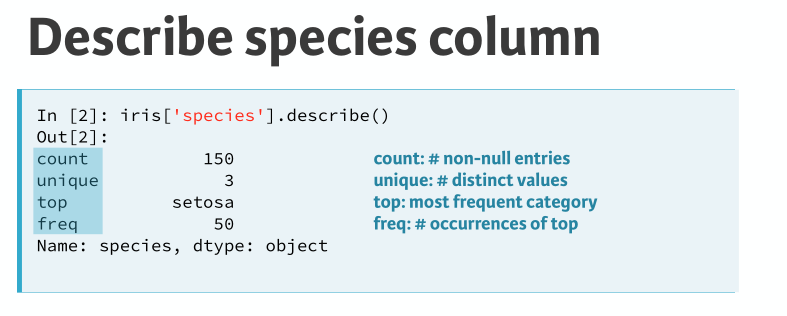 Describe species column
In [2]: iris['species'].describe()
Out[2]:
count 150 count: # non-null entries
unique 3 unique: # distinct values
top setosa top: most frequent category
freq 50 freq: # occurrences of top
Name: species, dtype: object